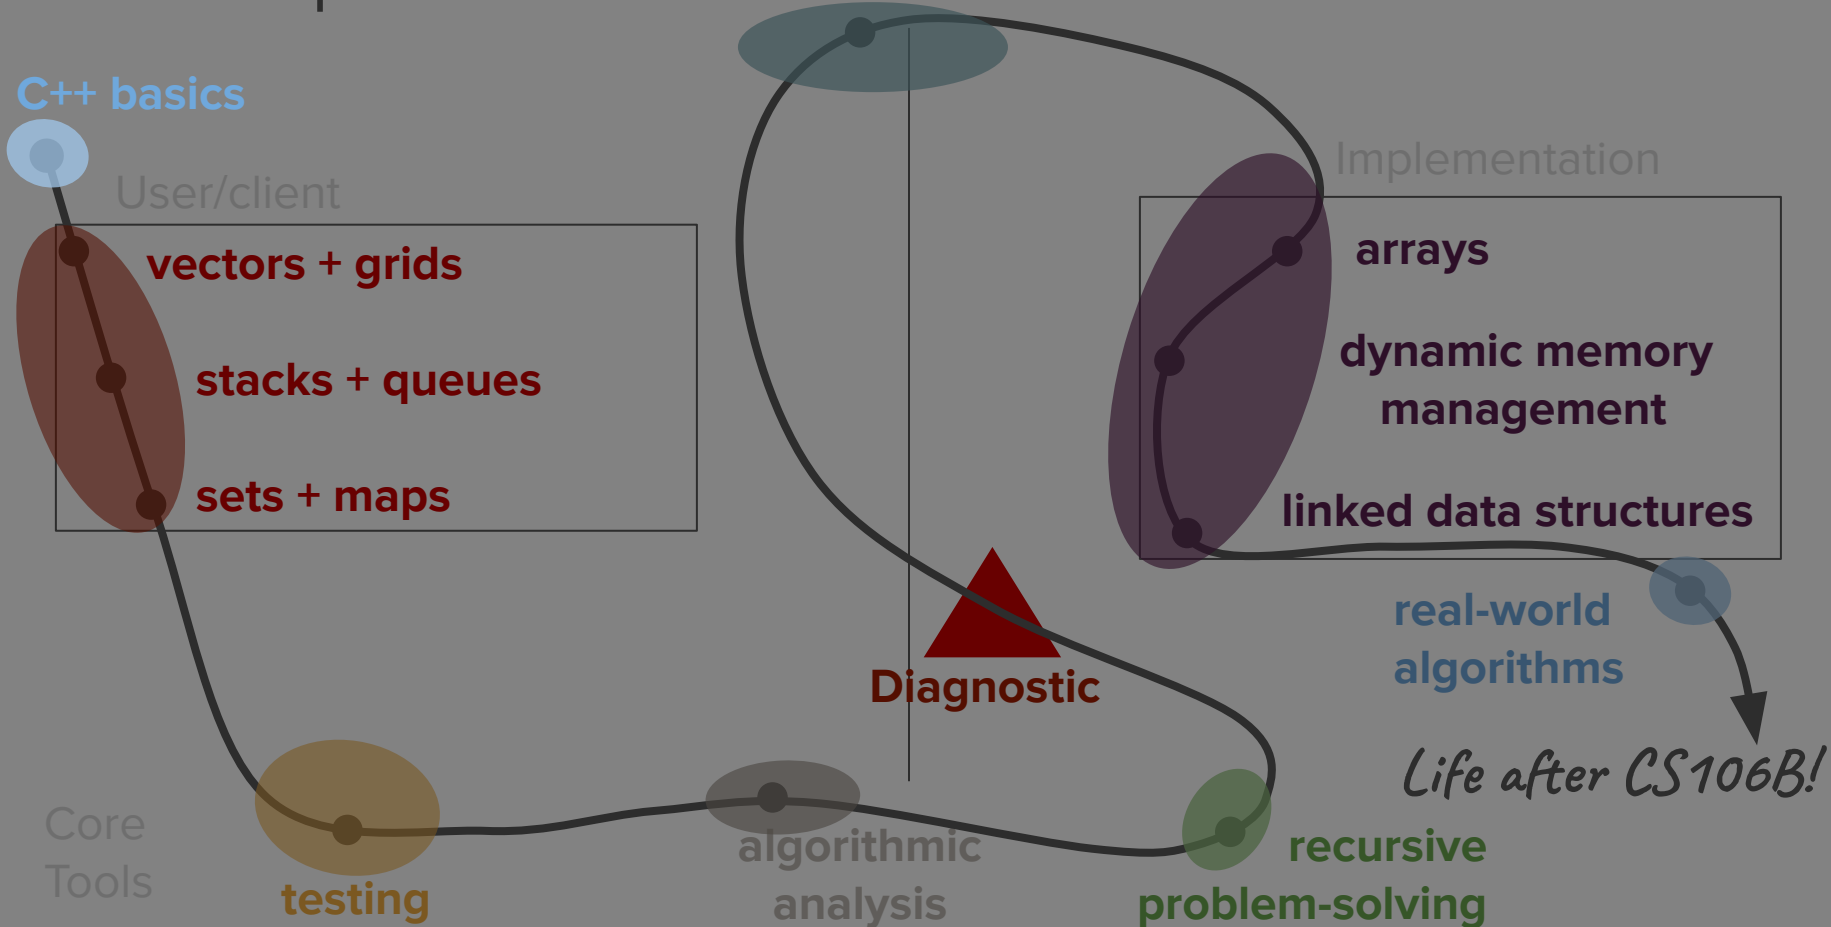 C++ basics
User/client
vectors + grids
stacks + queues
sets + maps
Core
Tools
testing
algorithmic
analysis
Diagnostic
recursive
problem-solving
Implementation
arrays
dynamic memory
management
linked data structures
real-world
algorithms
Life after CS106B!